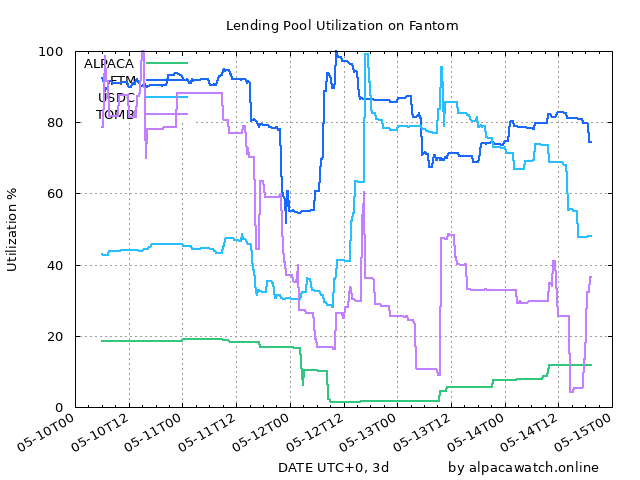 Lending Pool Utilization on Fantom
100
80
60
40
20
0
Utilization %
ALPACA
FTM
USDC
TOMB
05-10T00
05-10T12
05-11T00
05-11T12
05-12T00
05-12T12
05-13T00
05-13T12
05-14T00
05-14T12
05-15T00
DATE UTC+0, 3d
by alpacawatch.online